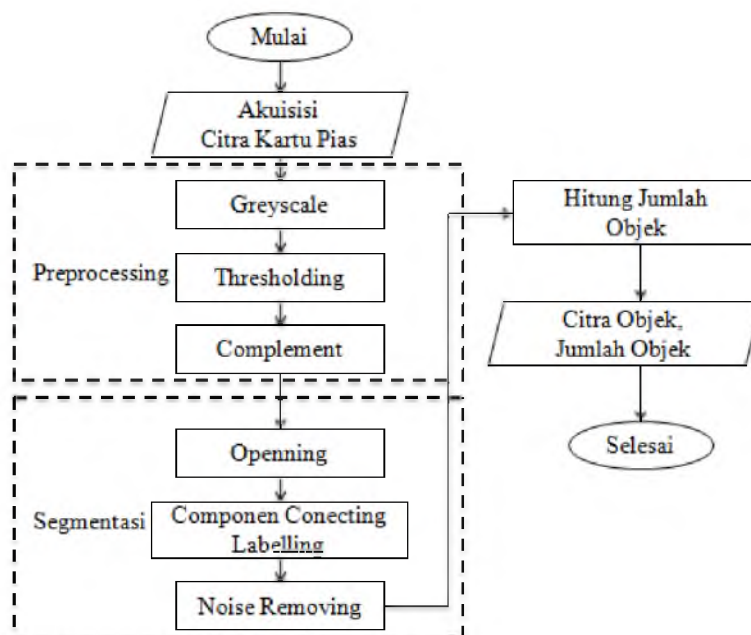 Mulai
Akuisisi
Citra Kartu Pias
Preprocessing
Greyscale
Thresholding
Complement
Segmentasi
Openning
Componen Conecting
Labelling
Noise Removing
Hitung Jumlah
Objek
Citra Objek,
Jumlah Objek
Selesai